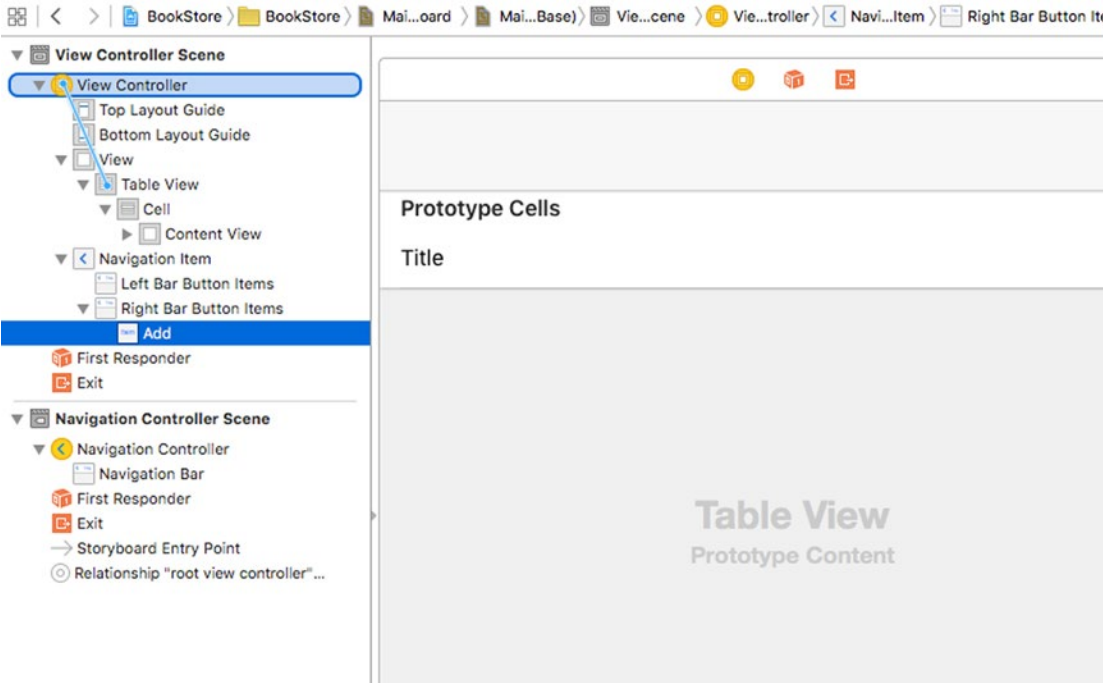 BookStore BookStore Mai...oard Mai...Base) Vie...cene Vie...troller Navi...Item Right Bar Button Ite
View Controller Scene
View Controller
Top Layout Guide
Bottom Layout Guide
View
Table View
Cell
Content View
Navigation Item
Left Bar Button Items
Right Bar Button Items
Add
First Responder
Exit
Navigation Controller Scene
Navigation Controller
Navigation Bar
First Responder
Exit
Storyboard Entry Point
Relationship "root view controller"...
Prototype Cells
Title
Table View
Prototype Content